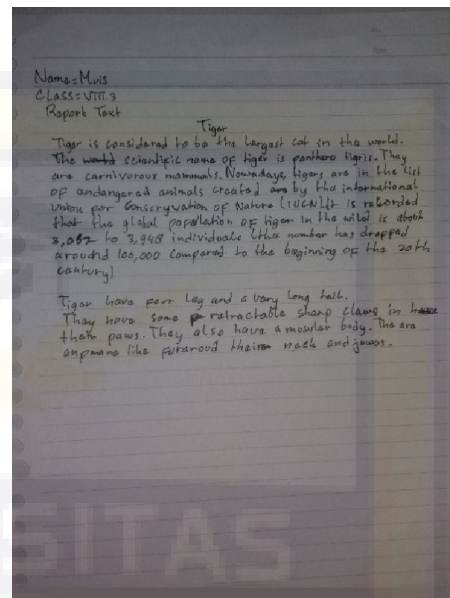 Name = Muis
Class = VIII.3
Report Text
Tiger
Tiger is considered to be the largest cat in the world.
The world scientific name of tiger is panthera tigris. They
are carnivorous mammals. Nowadays, tigers are in the list
of endangered animals created are by the international
union for Conservation of Nature (IUCN) It is recorded
that the global population of tiger in the wild is about
3,062 to 3,948 individuals (the number has dropped
around 100,000 compared to the beginning of the 20th
century)
Tiger have four Leg and a very long tail.
They have some retractable sharp claws in
their paws. They also have a body. The are
like their neck and jawas.
SITAS